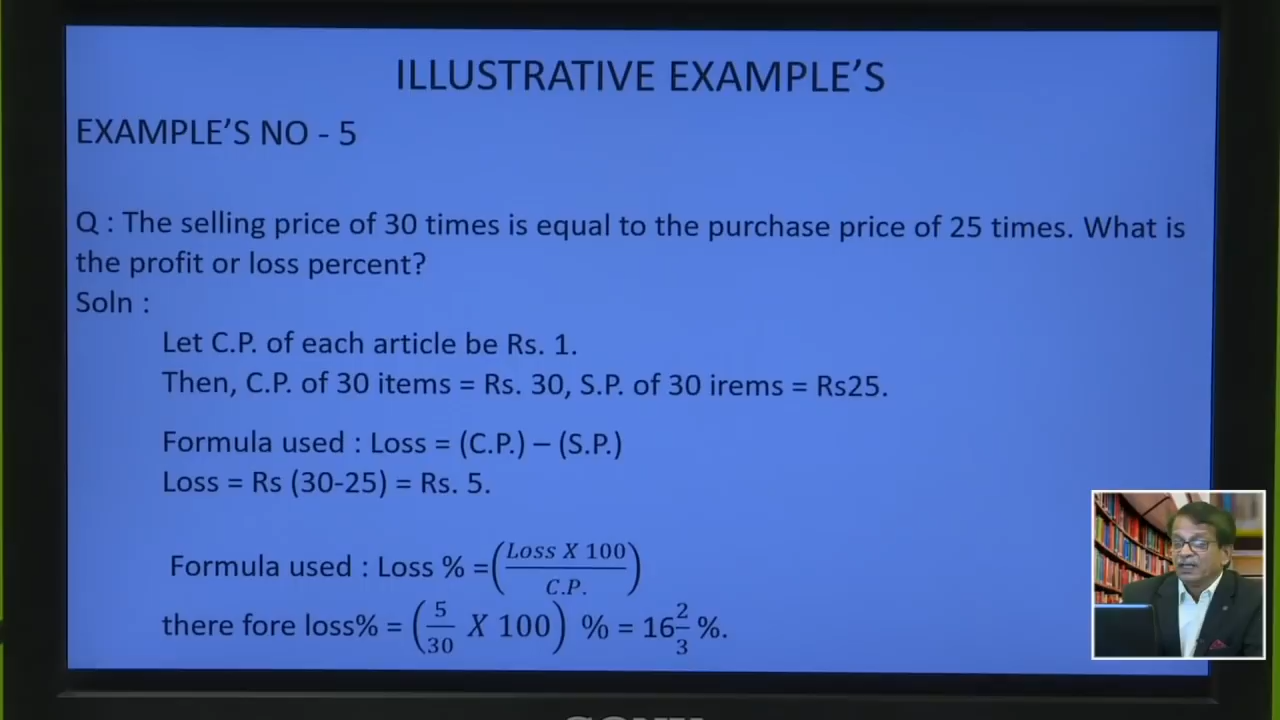 ILLUSTRATIVE EXAMPLE'S
EXAMPLE'S NO - 5
Q : The selling price of 30 times is equal to the purchase price of 25 times. What is
the profit or loss percent?
Soln :
Let C.P. of each article be Rs. 1.
Then, C.P. of 30 items = Rs. 30, S.P. of 30 irems = Rs25.
Formula used : Loss = (C.P.) – (S.P.)
Loss = Rs (30-25) = Rs. 5.
Formula used : Loss % =(Loss X 100 / C.P.)
there fore loss% = (5/30 X 100) % = 16 2/3 %.